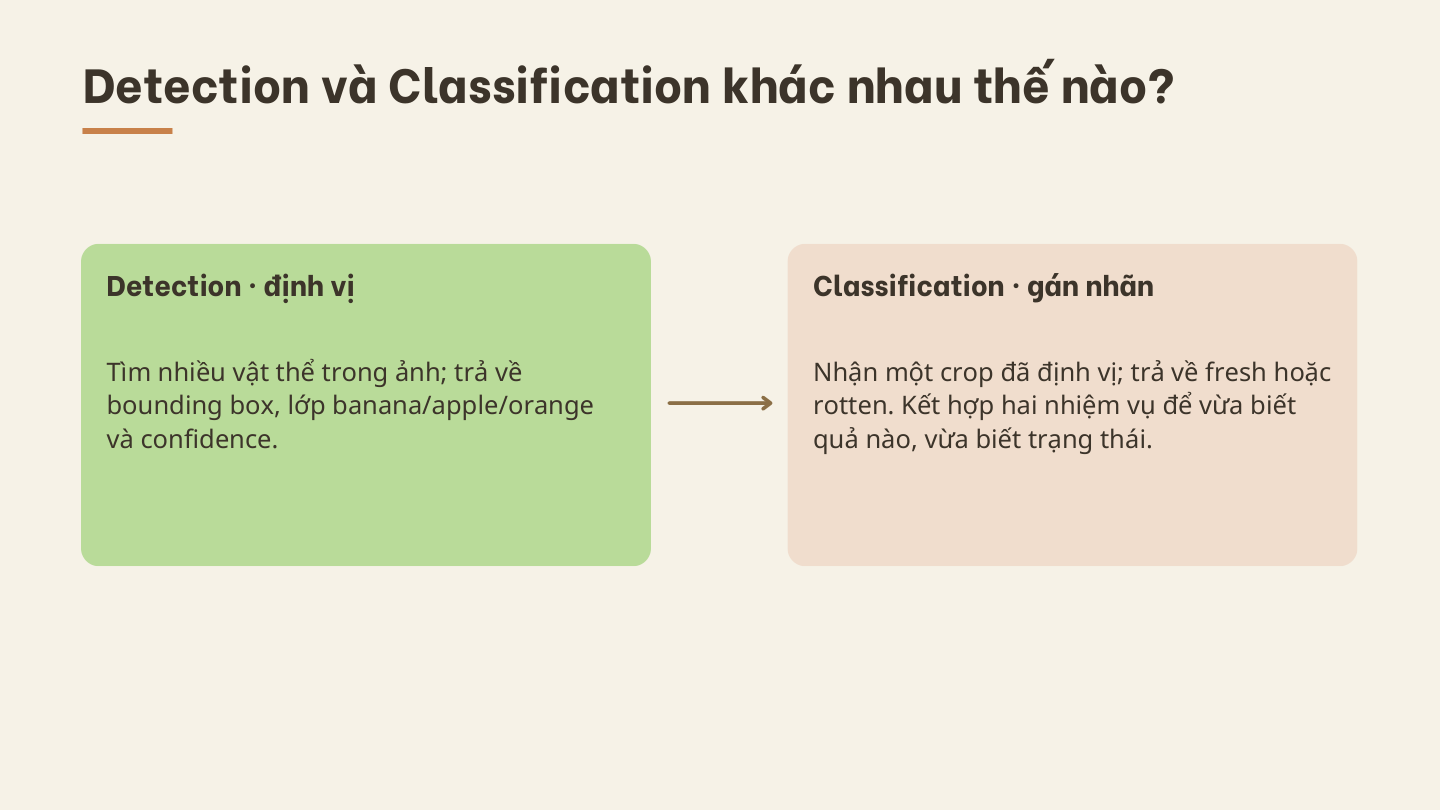 Detection và Classification khác nhau thế nào?
Detection · định vị
Tìm nhiều vật thể trong ảnh; trả về
bounding box, lớp banana/apple/orange
và confidence.
Classification · gán nhãn
Nhận một crop đã định vị; trả về fresh hoặc
rotten. Kết hợp hai nhiệm vụ để vừa biết
quả nào, vừa biết trạng thái.